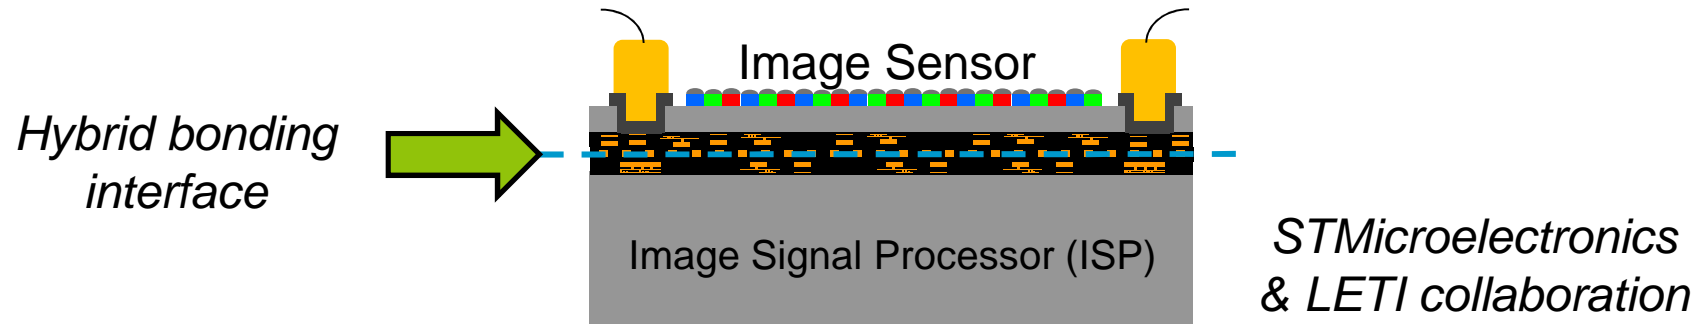 Image Sensor
Hybrid bonding
interface
Image Signal Processor (ISP)
STMicroelectronics
& LETI collaboration